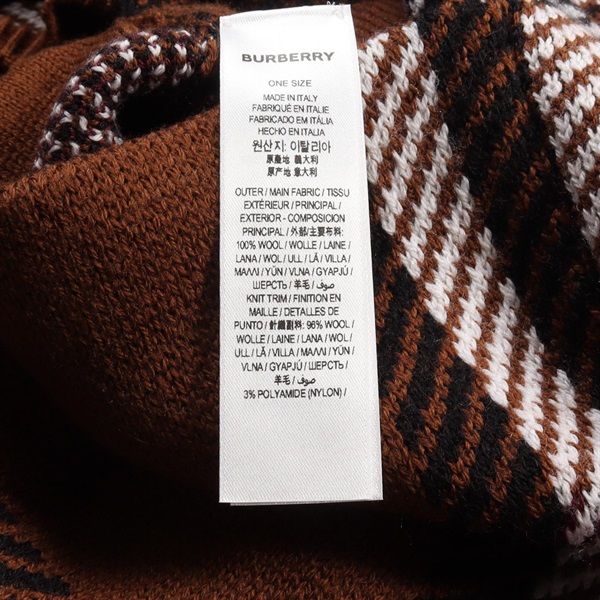 BURBERRY
ONE SIZE
MADE IN ITALY
FABRIQUÉ EN ITALIE
FABRICADO EM ITÁLIA
HECHO EN ITALIA
원산지: 이탈리아
原產地 義大利
原产地 意大利
OUTER / MAIN FABRIC / TISSU
EXTÉRIEUR / PRINCIPAL /
EXTERIOR - COMPOSICION
PRINCIPAL / 外部/主要布料:
100% WOOL / WOLLE / LAINE /
LANA / WOL / ULL / LÃ / VILLA /
ΜΑΛΛΙ / YÜN / VLNA / GYAPJÚ /
ШЕРСТЬ / 羊毛 / صوف /
KNIT TRIM / FINITION EN
MAILLE / DETALLES DE
PUNTO / 針織副料: 96% WOOL /
WOLLE / LAINE / LANA / WOL /
ULL / LÃ / VILLA / ΜΑΛΛΙ / YÜN /
VLNA / GYAPJÚ / ШЕРСТЬ /
羊毛 / صوف /
3% POLYAMIDE (NYLON) /